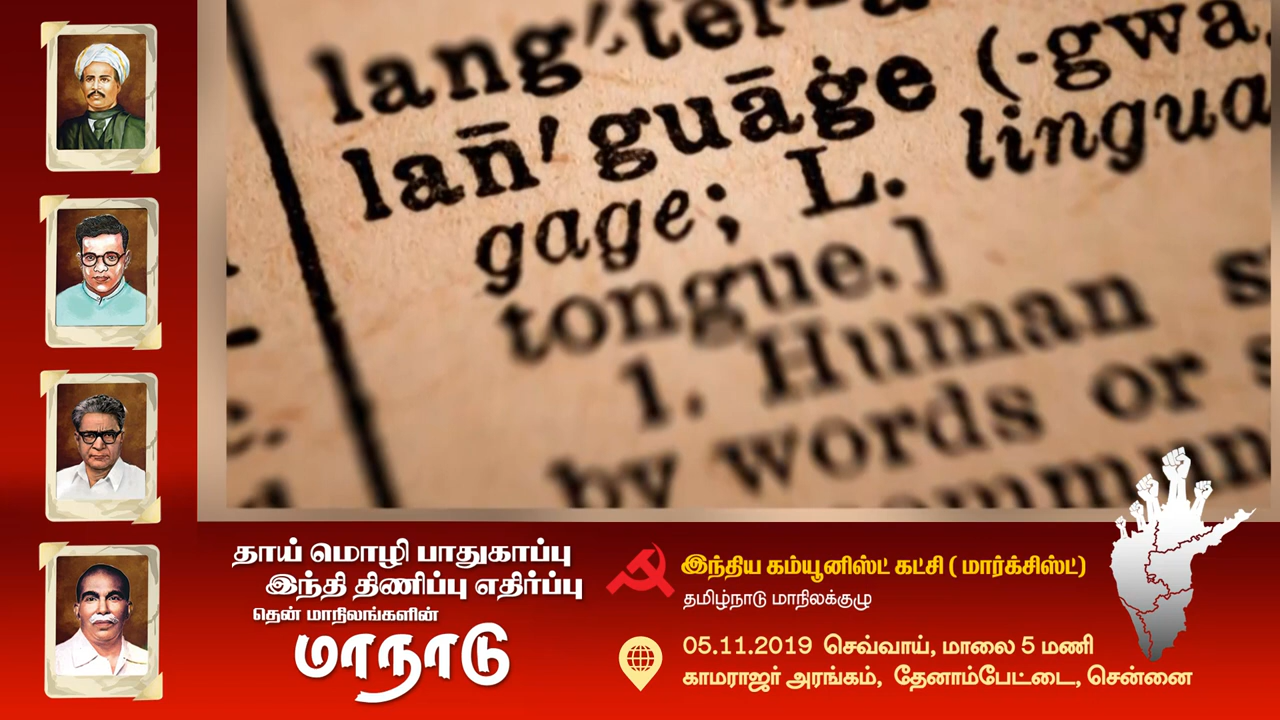 lang′ter
lan̄′ guāġe (-gwa
gage; L. lingua
tongue.]
1. Human s
by words or s
தாய் மொழி பாதுகாப்பு
இந்தி திணிப்பு எதிர்ப்பு
தென் மாநிலங்களின்
மாநாடு
இந்திய கம்யூனிஸ்ட் கட்சி ( மார்க்சிஸ்ட்)
தமிழ்நாடு மாநிலக்குழு
05.11.2019 செவ்வாய், மாலை 5 மணி
காமராஜர் அரங்கம், தேனாம்பேட்டை, சென்னை